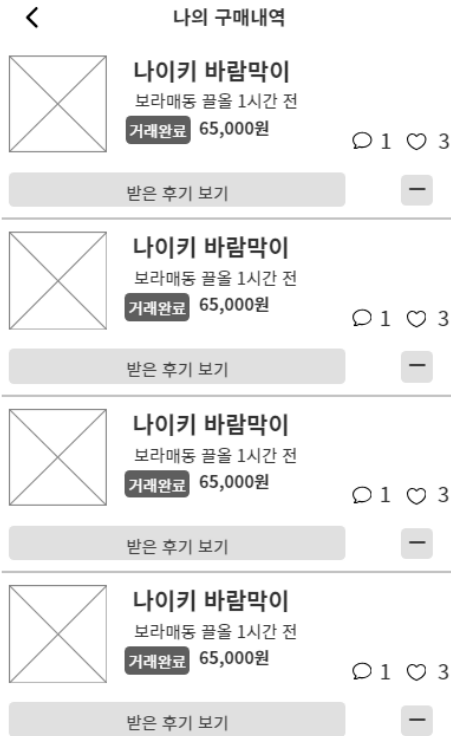 나의 구매내역
나이키 바람막이
보라매동 끌올 1시간 전
거래완료 65,000원
1 3
받은 후기 보기
나이키 바람막이
보라매동 끌올 1시간 전
거래완료 65,000원
1 3
받은 후기 보기
나이키 바람막이
보라매동 끌올 1시간 전
거래완료 65,000원
1 3
받은 후기 보기
나이키 바람막이
보라매동 끌올 1시간 전
거래완료 65,000원
1 3
받은 후기 보기